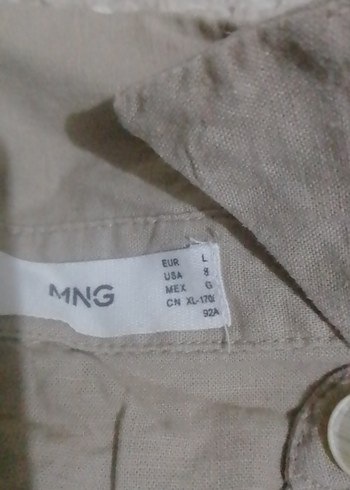 MNG
EUR L
USA 8
MEX G
CN XL-170/
92A